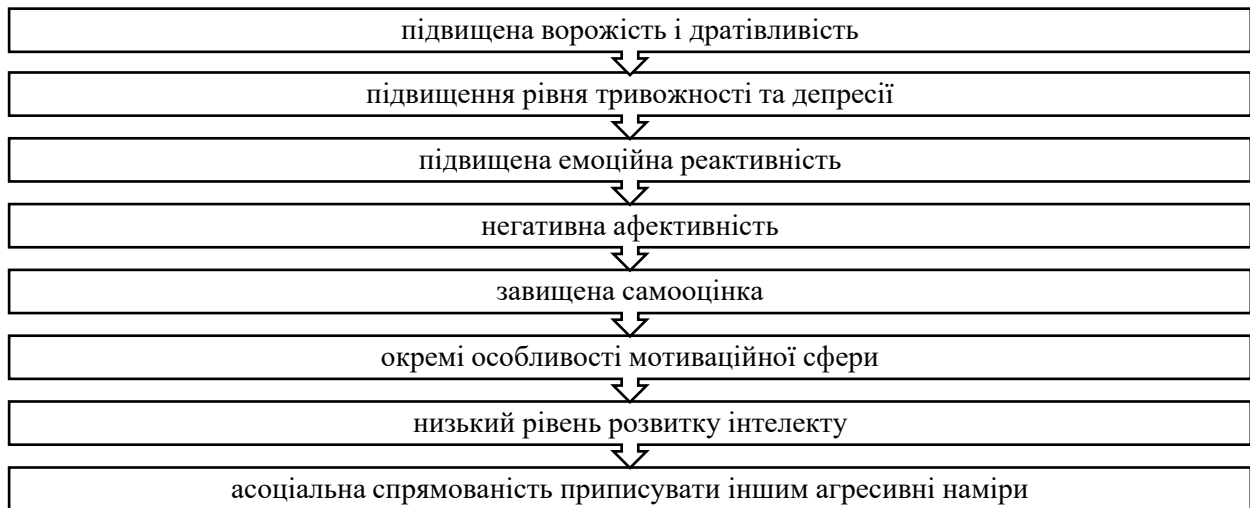 підвищена ворожість і дратівливість
підвищення рівня тривожності та депресії
підвищена емоційна реактивність
негативна афективність
завищена самооцінка
окремі особливості мотиваційної сфери
низький рівень розвитку інтелекту
асоціальна спрямованість приписувати іншим агресивні наміри